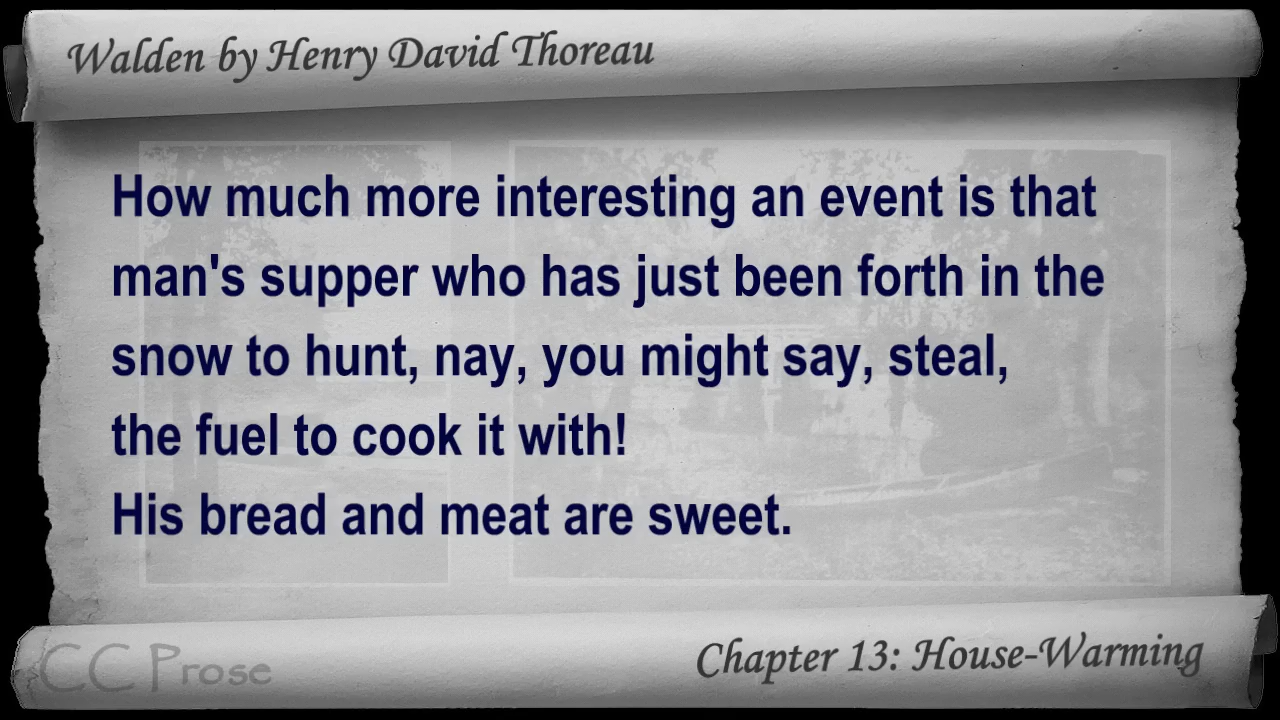 Walden by Henry David Thoreau
How much more interesting an event is that
man's supper who has just been forth in the
snow to hunt, nay, you might say, steal,
the fuel to cook it with!
His bread and meat are sweet.
CC Prose
Chapter 13: House-Warming